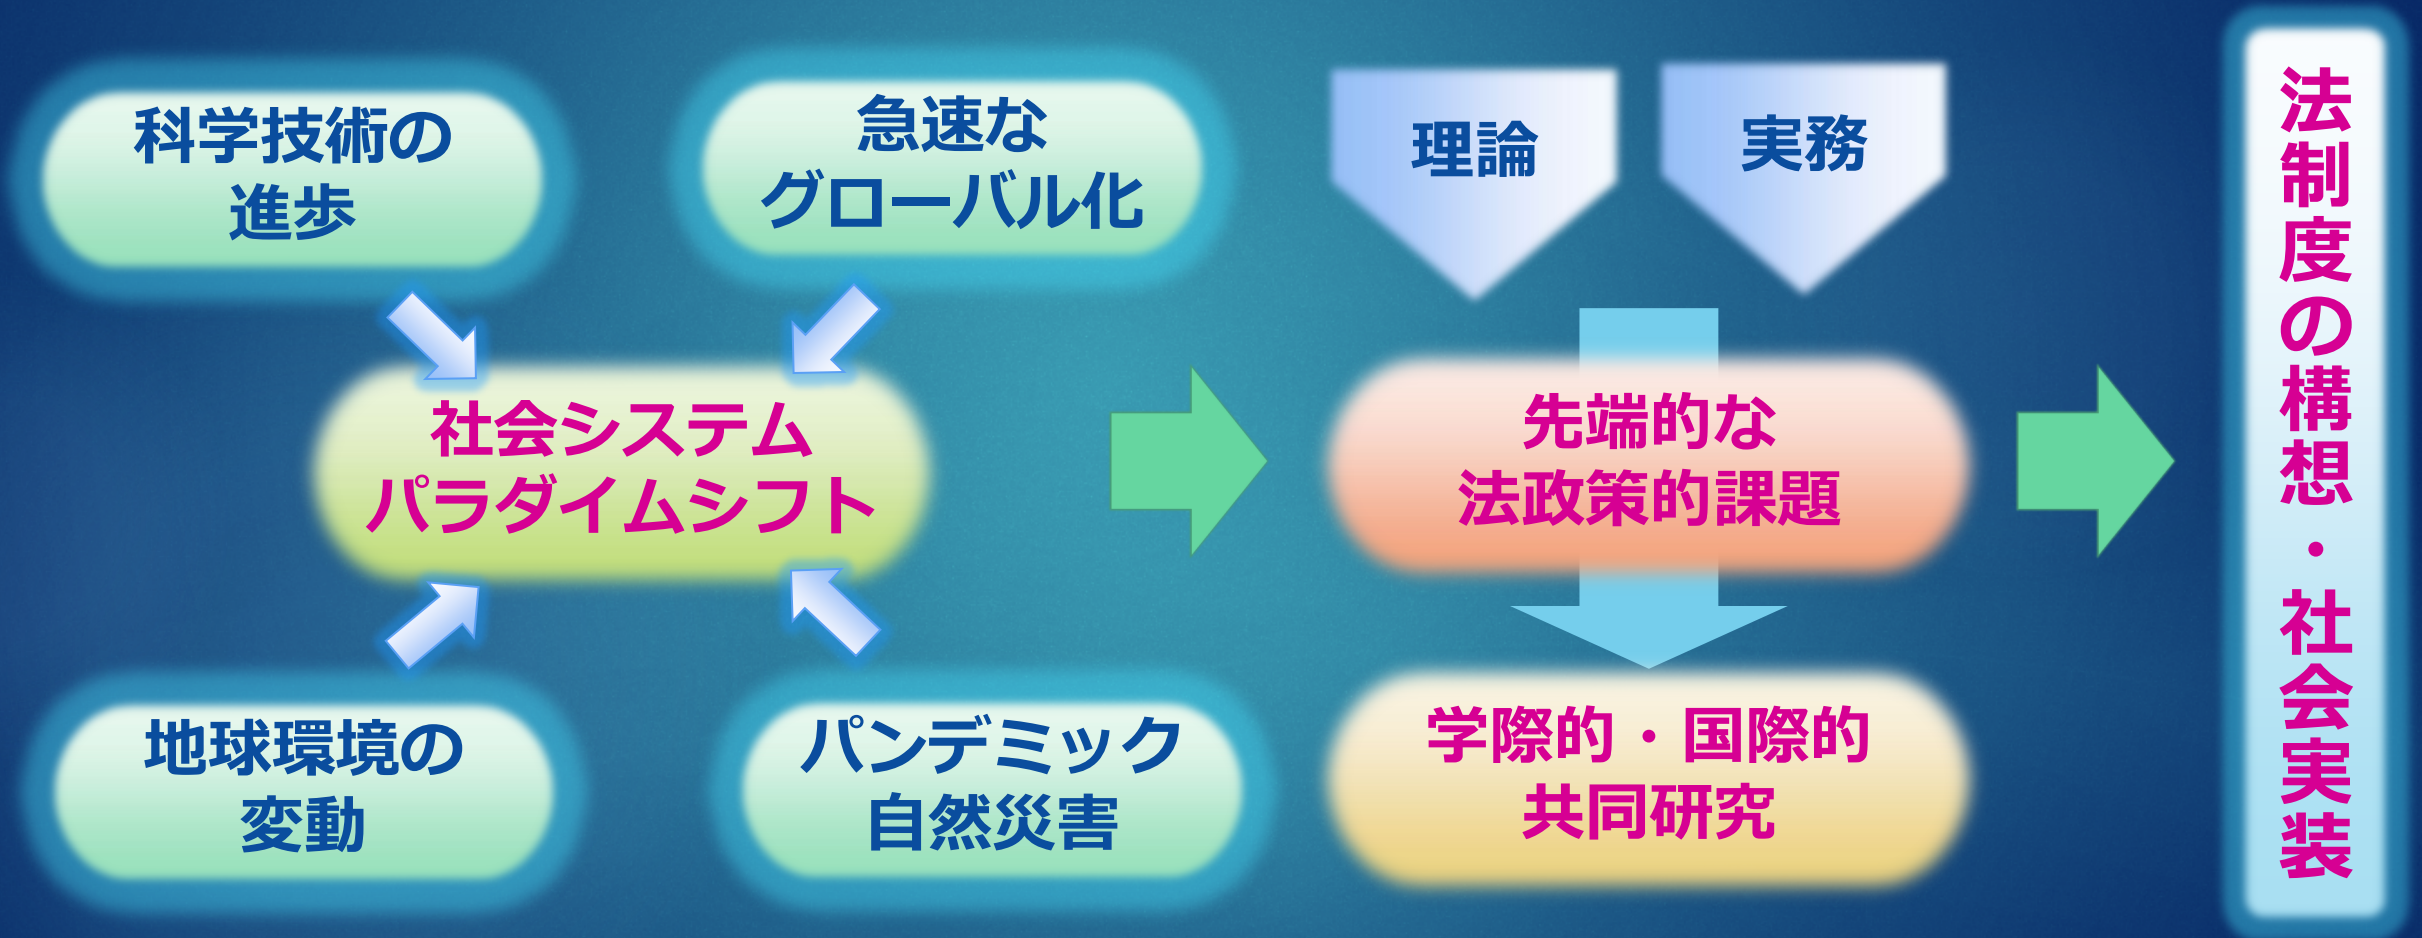 科学技術の
進歩
急速な
グローバル化
社会システム
パラダイムシフト
地球環境の
変動
パンデミック
自然災害
理論
実務
先端的な
法政策的課題
学際的・国際的
共同研究
法制度の構想・社会実装